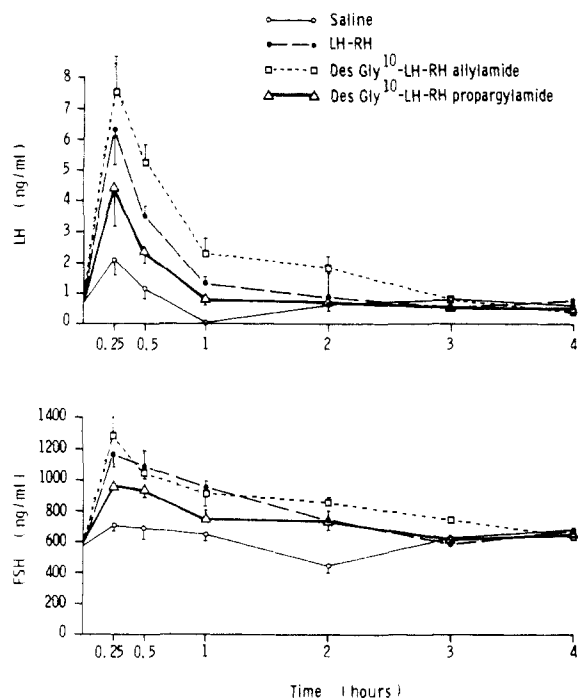 Saline
LH-RH
Des Gly10-LH-RH allylamide
Des Gly10-LH-RH propargylamide
LH (ng/ml)
8
7
6
5
4
3
2
1
0
0.25 0.5 1 2 3 4
FSH (ng/ml)
1400
1200
1000
800
600
400
200
0
0.25 0.5 1 2 3 4
Time (hours)